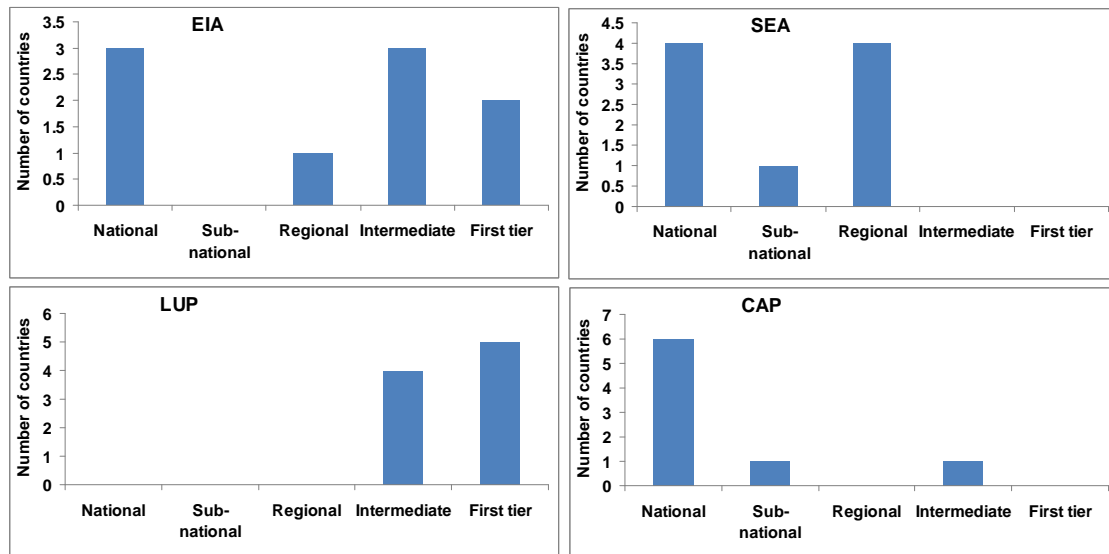 EIA
Number of countries
3.5
3
2.5
2
1.5
1
0.5
0
National
Sub-
national
Regional
Intermediate
First tier
SEA
Number of countries
4.5
4
3.5
3
2.5
2
1.5
1
0.5
0
National
Sub-
national
Regional
Intermediate
First tier
LUP
Number of countries
6
5
4
3
2
1
0
National
Sub-
national
Regional
Intermediate
First tier
CAP
Number of countries
7
6
5
4
3
2
1
0
National
Sub-
national
Regional
Intermediate
First tier